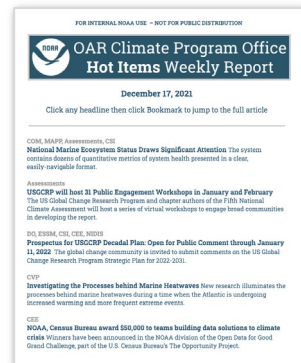 FOR INTERNAL NOAA USE – NOT FOR PUBLIC DISTRIBUTION
NOAA
OAR Climate Program Office
Hot Items Weekly Report
December 17, 2021
Click any headline then click Bookmark to jump to the full article
COM, MAPP, Assessments, CSI
National Marine Ecosystem Status Draws Significant Attention The system
contains dozens of quantitative metrics of system health presented in a clear,
easily-navigable format.
Assessments
USGCRP will host 31 Public Engagement Workshops in January and February
The US Global Change Research Program and chapter authors of the Fifth National
Climate Assessment will host a series of virtual workshops to engage broad communities
in developing the report.
DO, ESSM, CSI, CEE, NIDIS
Prospectus for USGCRP Decadal Plan: Open for Public Comment through January
11, 2022 The global change community is invited to submit comments on the US Global
Change Research Program Strategic Plan for 2022-2031.
CVP
Investigating the Processes behind Marine Heatwaves New research illuminates the
processes behind marine heatwaves during a time when the Atlantic is undergoing
increased warming and more frequent extreme events.
CEE
NOAA, Census Bureau award $50,000 to teams building data solutions to climate
crisis Winners have been announced in the NOAA division of the Open Data for Good
Grand Challenge, part of the U.S. Census Bureau's The Opportunity Project.